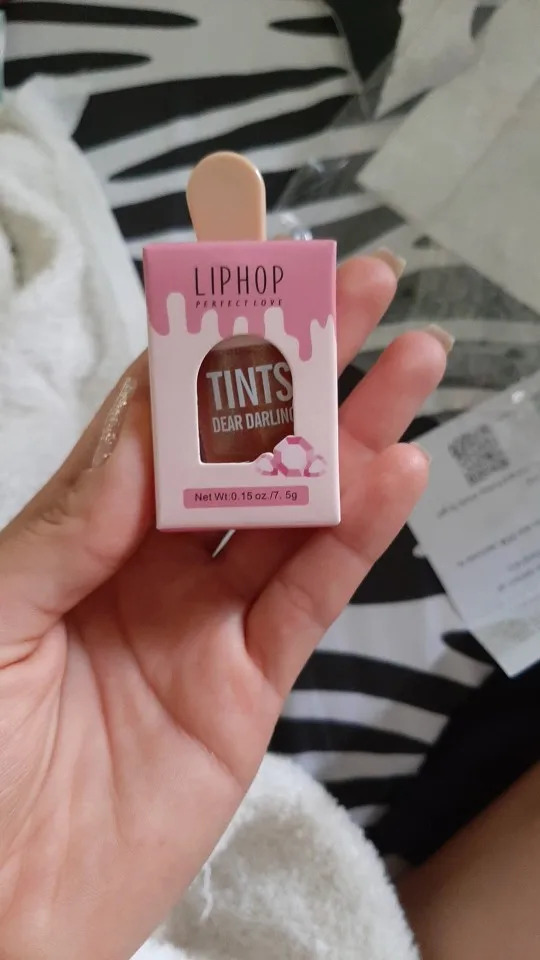 LIPHOP
PERFECT LOVE
TINTS
DEAR DARLING
Net Wt:0.15 oz./7. 5g